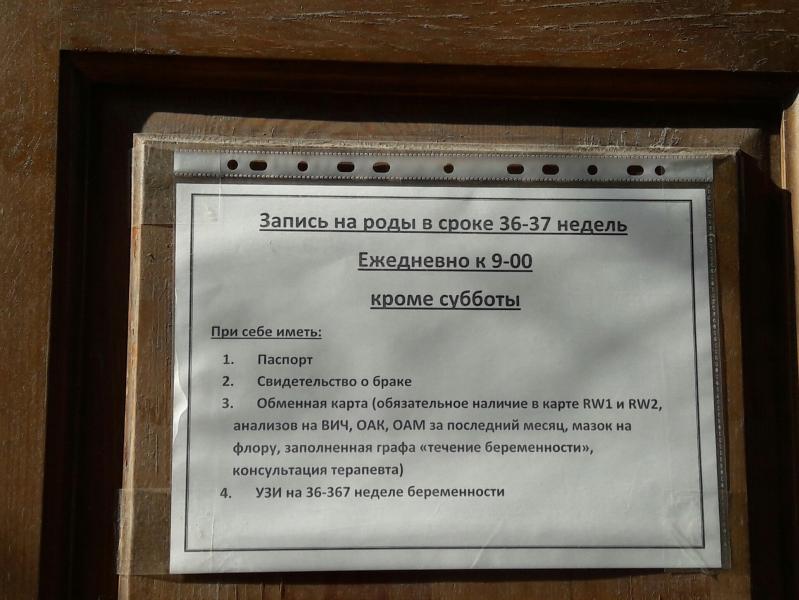 Запись на роды в сроке 36-37 недель
Ежедневно к 9-00
кроме субботы
При себе иметь:
1. Паспорт
2. Свидетельство о браке
3. Обменная карта (обязательное наличие в карте RW1 и RW2,
анализов на ВИЧ, ОАК, ОАМ за последний месяц, мазок на
флору, заполненная графа «течение беременности»,
консультация терапевта)
4. УЗИ на 36-367 неделе беременности